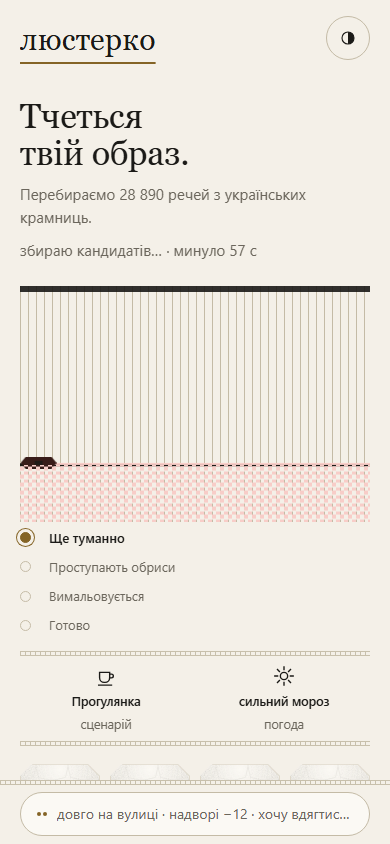 люстерко
Тчеться
твій образ.
Перебираємо 28 890 речей з українських
крамниць.
збираю кандидатів... · минуло 57 с
Ще туманно
Проступають обриси
Вимальовується
Готово
Прогулянка
сценарій
сильний мороз
погода
довго на вулиці · надворі −12 · хочу вдягтис...